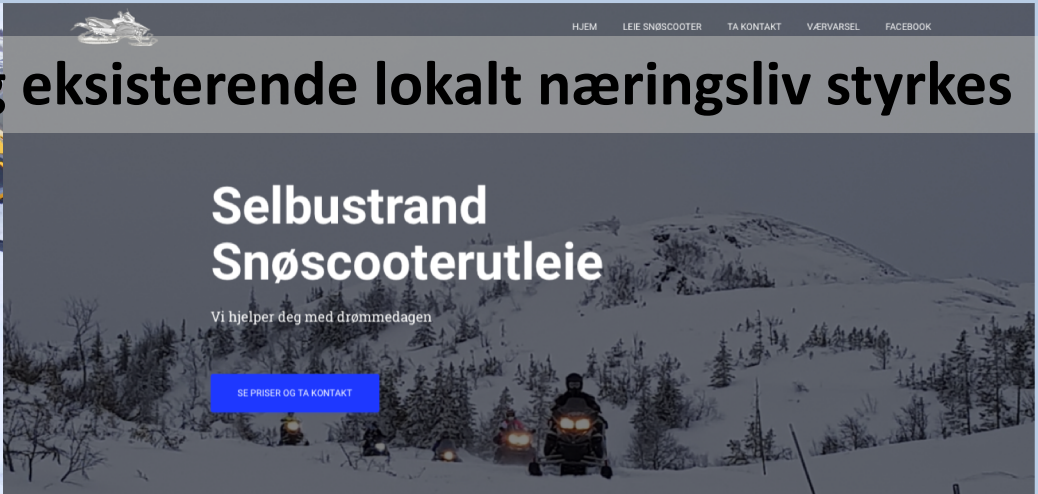 HJEM LEIE SNØSCOOTER TA KONTAKT VÆRVARSEL FACEBOOK
eksisterende lokalt næringsliv styrkes
Selbustrand
Snøscooterutleie
Vi hjelper deg med drømmedagen
SE PRISER OG TA KONTAKT